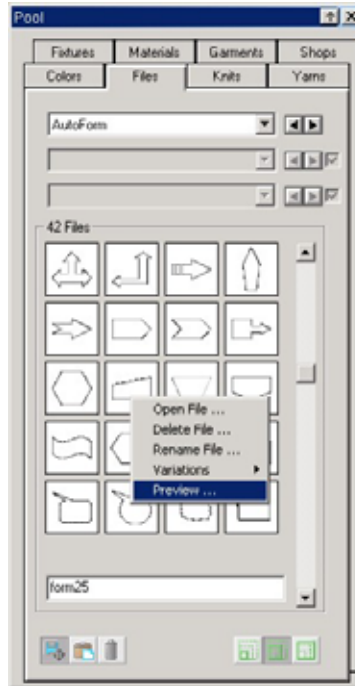 Pool
Fixtures Materials Garments Shops
Colors Files Knits Yarns
AutoForm
42 Files
Open File ...
Delete File ...
Rename File ...
Variations
Preview ...
form25